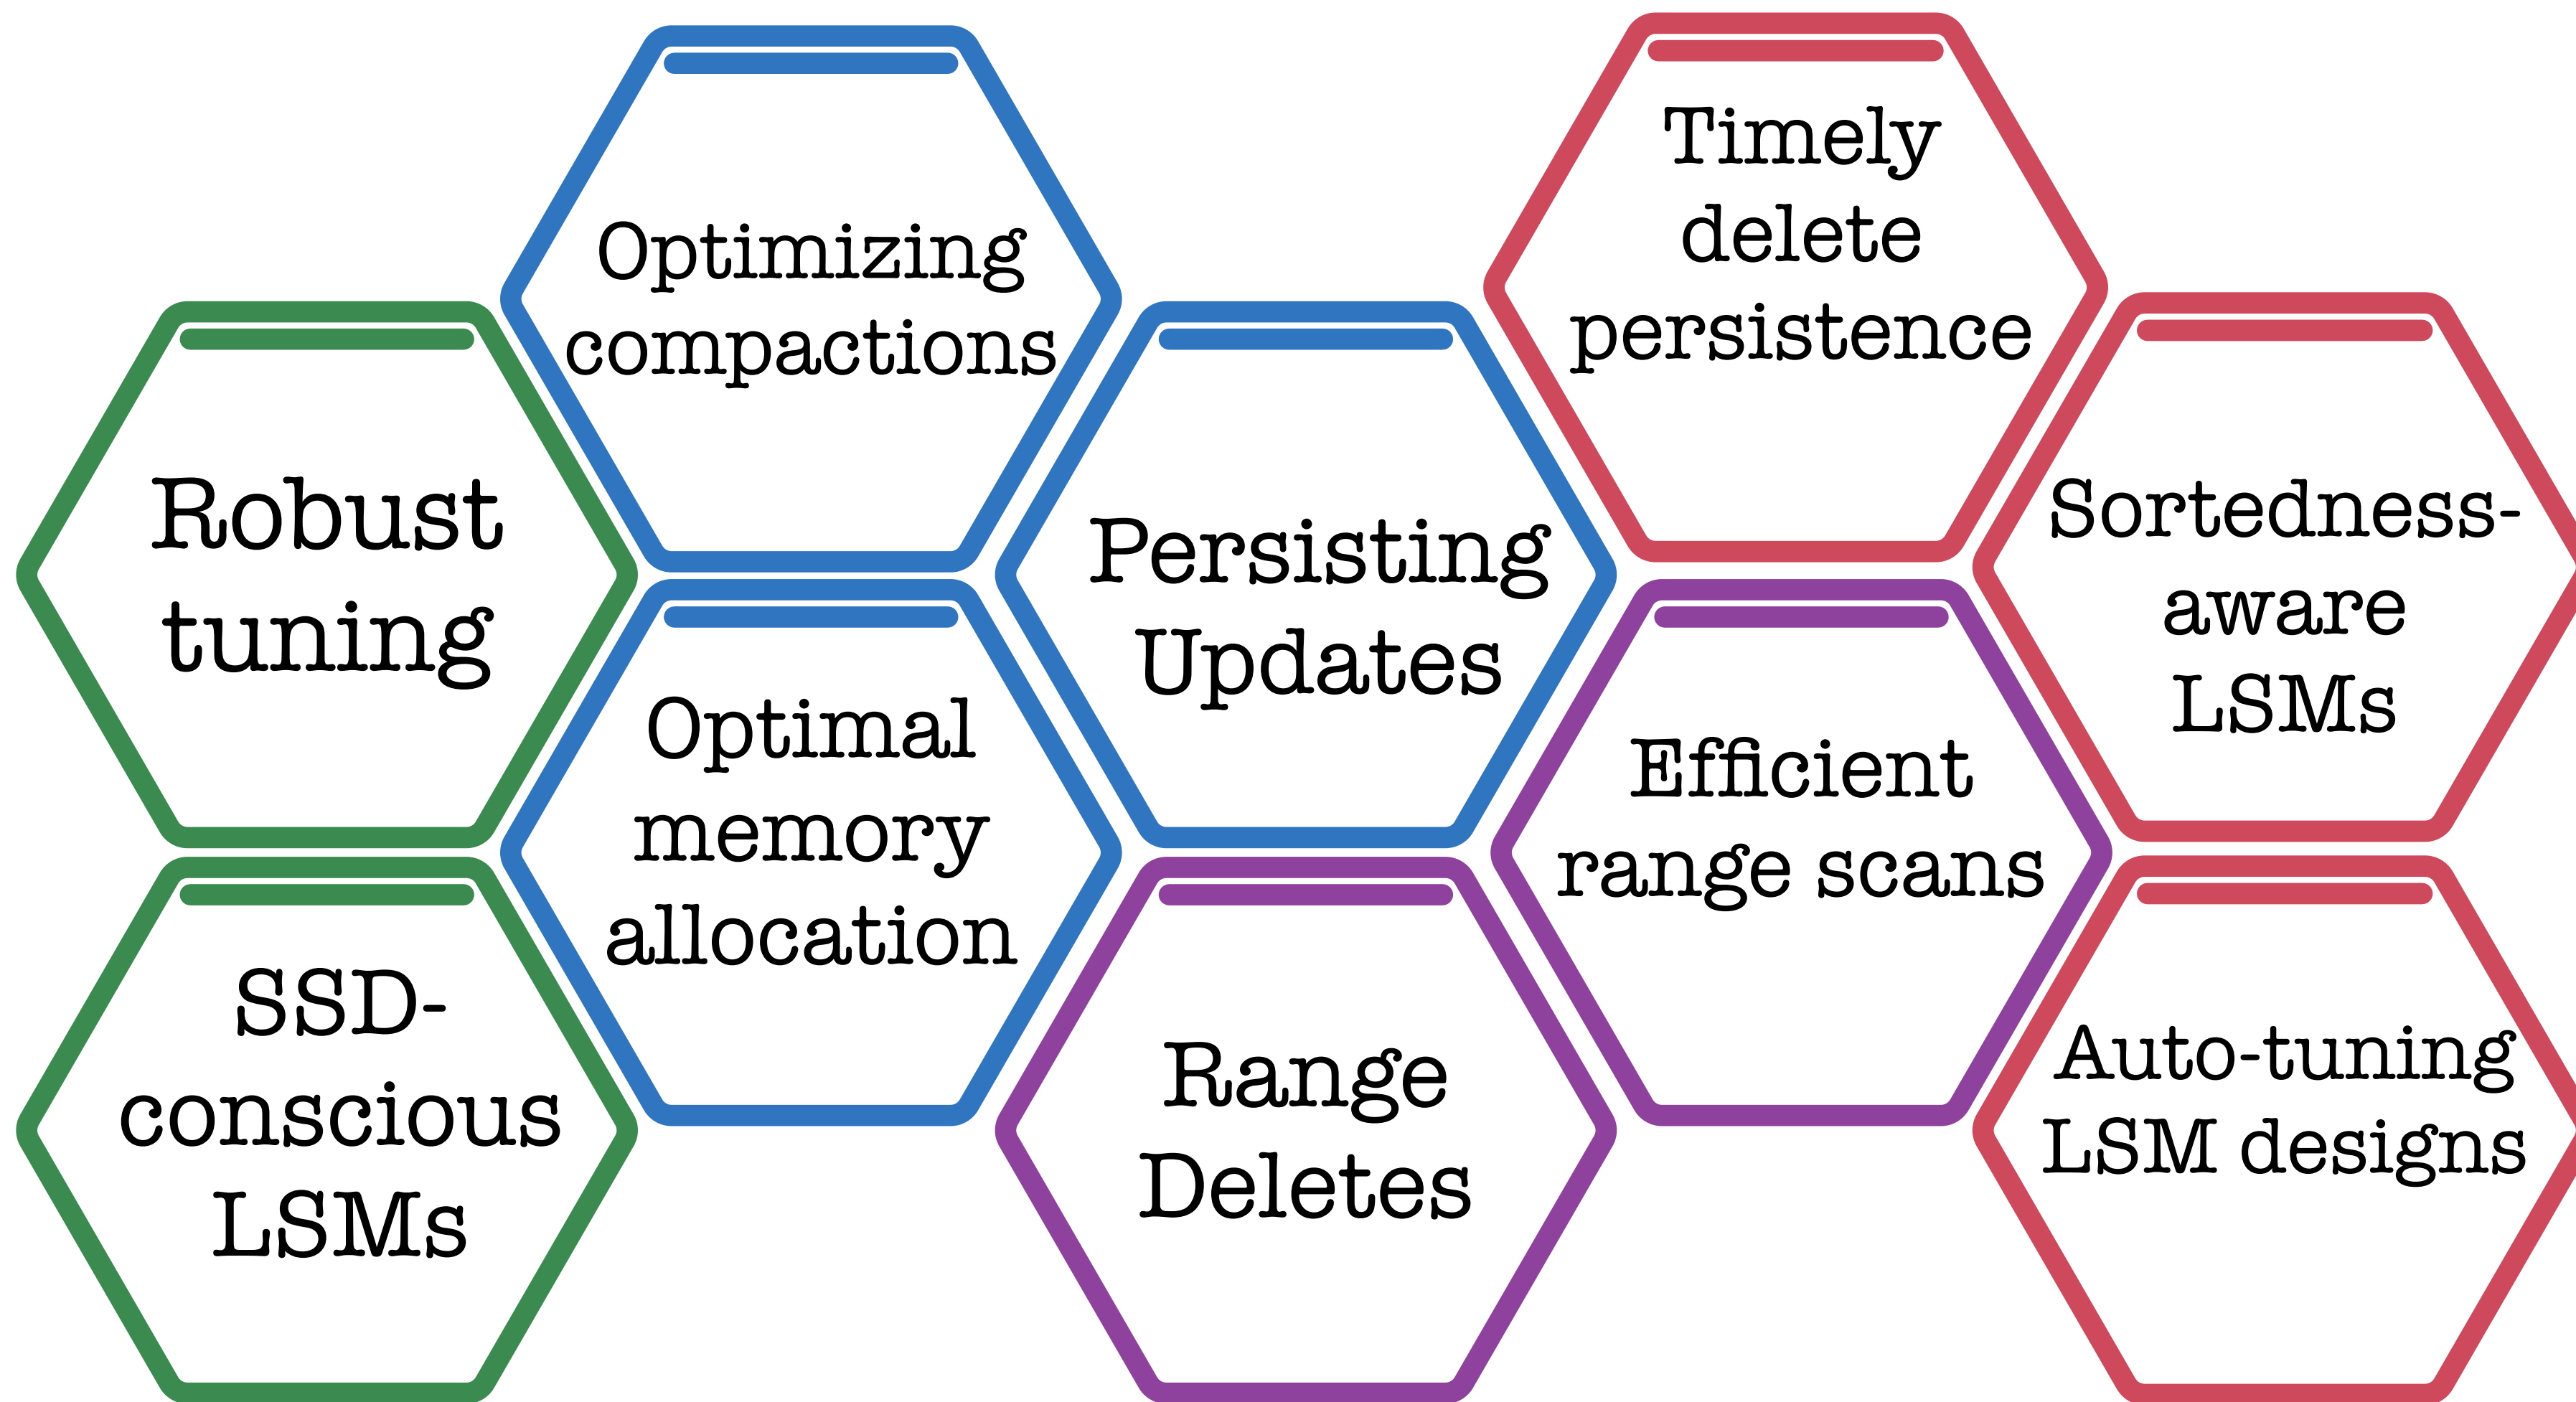 Robust
tuning
SSD-
conscious
LSMs
Optimizing
compactions
Optimal
memory
allocation
Persisting
Updates
Range
Deletes
Timely
delete
persistence
Efficient
range scans
Sortedness-
aware
LSMs
Auto-tuning
LSM designs